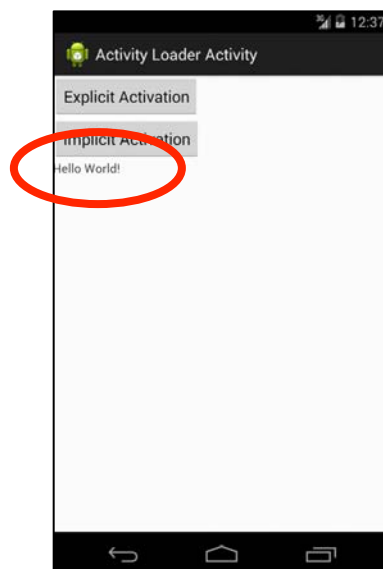 12:37
Activity Loader Activity
Explicit Activation
Implicit Activation
Hello World!